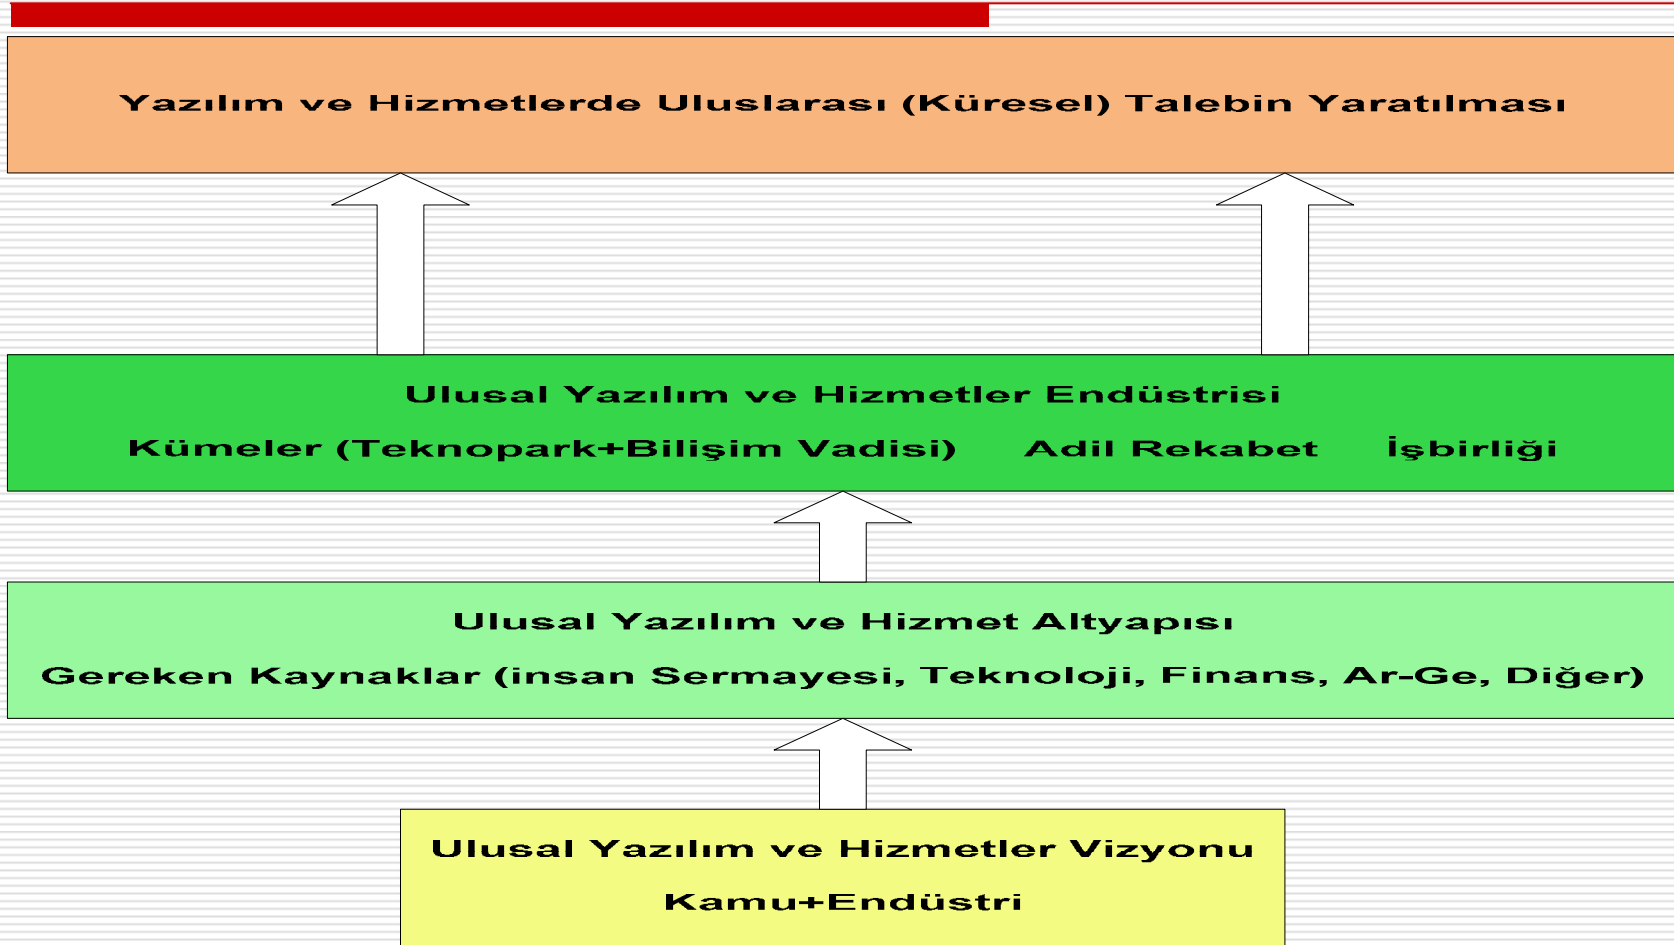 Yazılım ve Hizmetlerde Uluslarası (Küresel) Talebin Yaratılması
Ulusal Yazılım ve Hizmetler Endüstrisi
Kümeler (Teknopark+Bilişim Vadisi) Adil Rekabet İşbirliği
Ulusal Yazılım ve Hizmet Altyapısı
Gereken Kaynaklar (insan Sermayesi, Teknoloji, Finans, Ar-Ge, Diğer)
Ulusal Yazılım ve Hizmetler Vizyonu
Kamu+Endüstri